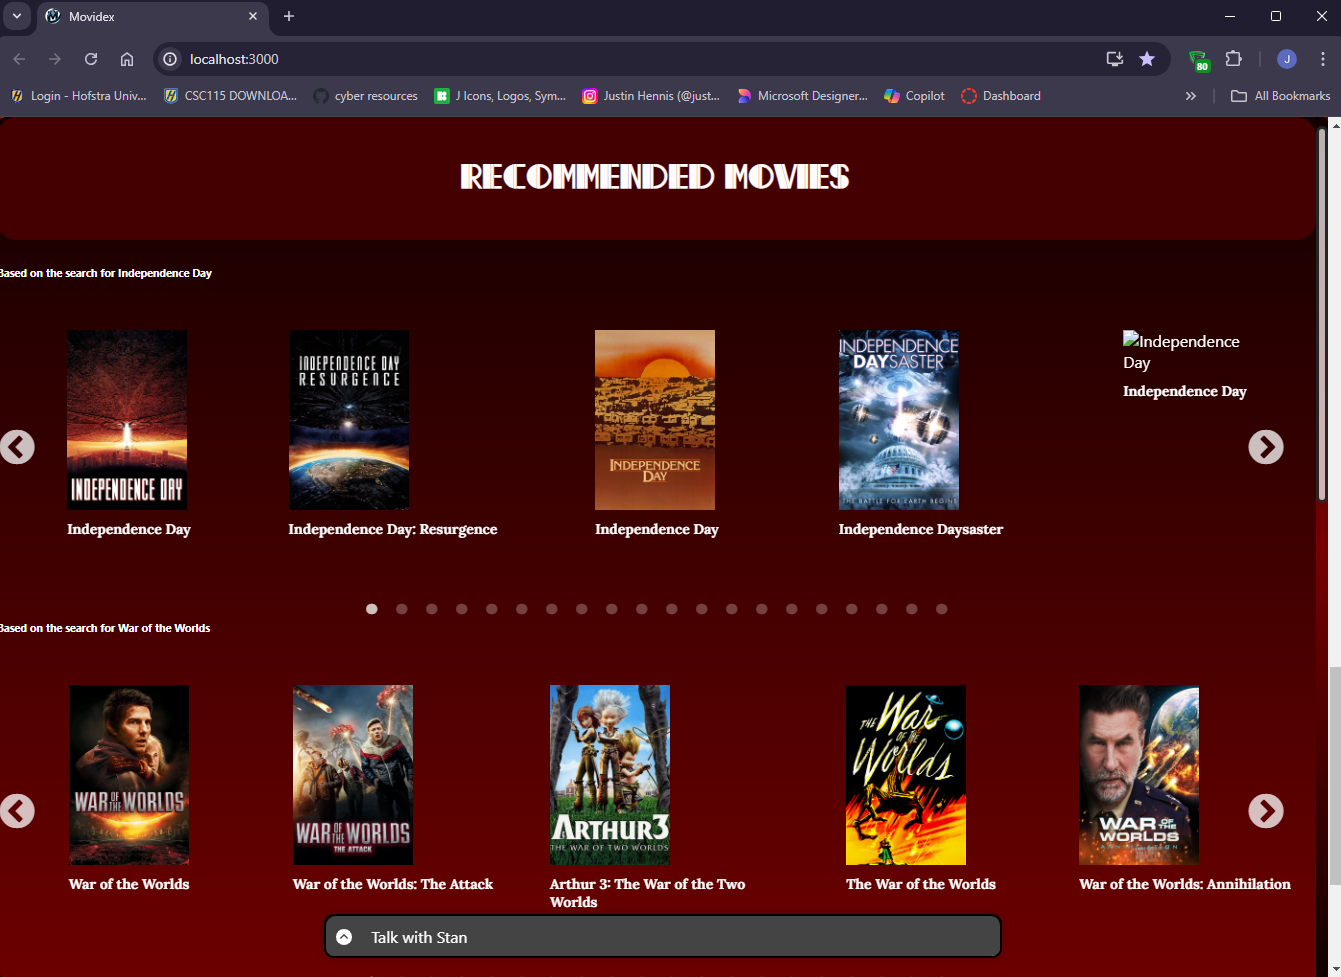 Movidex
localhost:3000
80
J
Login - Hofstra Univ...
CSC115 DOWNLOA...
cyber resources
J Icons, Logos, Sym...
Justin Hennis (@just...
Microsoft Designer...
Copilot
Dashboard
All Bookmarks
RECOMMENDED MOVIES
Based on the search for Independence Day
INDEPENDENCE DAY
INDEPENDENCE DAY
RESURGENCE
INDEPENDENCE
DAY
INDEPENDENCE
DAYSASTER
THE BATTLE FOR EARTH BEGINS
Independence
Day
Independence Day
Independence Day
Independence Day: Resurgence
Independence Day
Independence Daysaster
Based on the search for War of the Worlds
WAR OF THE WORLDS
WAR OF THE WORLDS
THE ATTACK
ARTHUR3
THE WAR OF TWO WORLDS
THE War OF THE Worlds
WAR OF THE
WORLDS
ANNIHILATION
War of the Worlds
War of the Worlds: The Attack
Arthur 3: The War of the Two
Worlds
The War of the Worlds
War of the Worlds: Annihilation
Talk with Stan